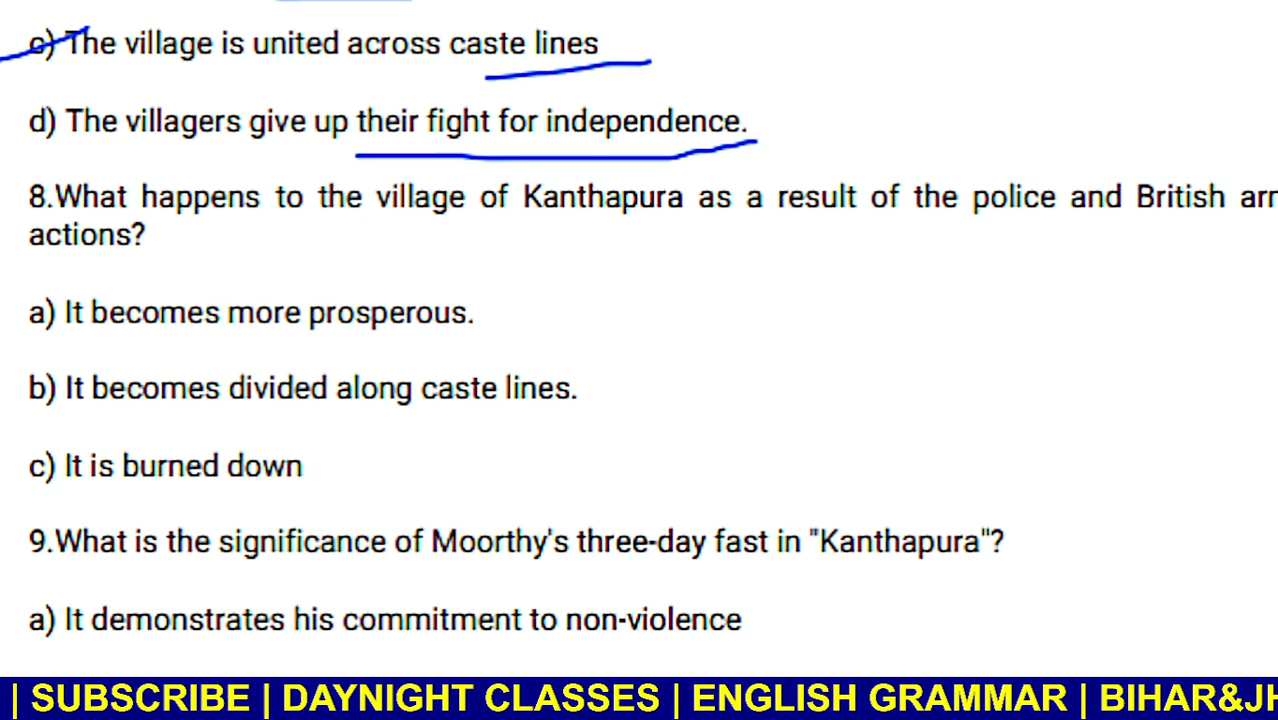 c) The village is united across caste lines
d) The villagers give up their fight for independence.
8.What happens to the village of Kanthapura as a result of the police and British
actions?
a) It becomes more prosperous.
b) It becomes divided along caste lines.
c) It is burned down
9.What is the significance of Moorthy's three-day fast in "Kanthapura"?
a) It demonstrates his commitment to non-violence
| SUBSCRIBE | DAYNIGHT CLASSES | ENGLISH GRAMMAR |